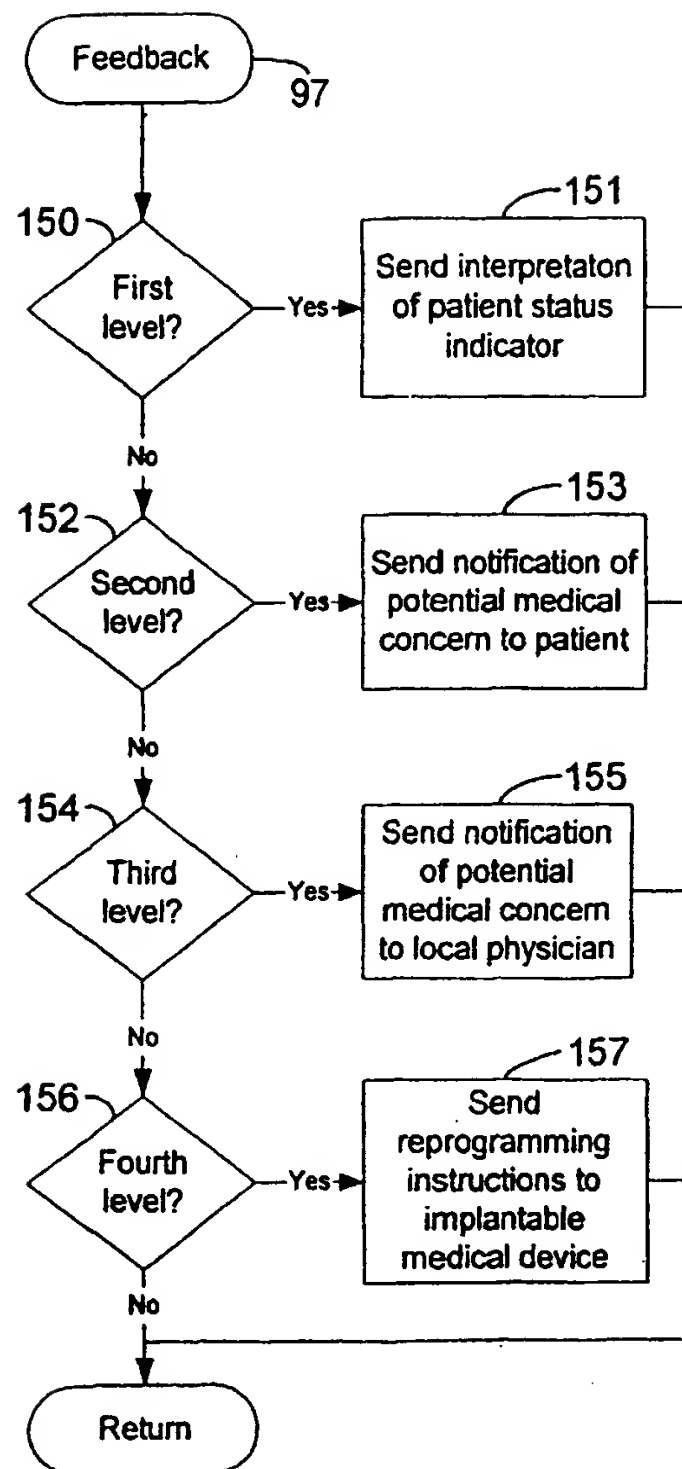 Feedback
97
150
First
level?
Yes
151
Send interpretaton
of patient status
indicator
No
152
Second
level?
Yes
153
Send notification of
potential medical
concern to patient
No
154
Third
level?
Yes
155
Send notification
of potential
medical concern
to local physician
No
156
Fourth
level?
Yes
157
Send
reprogramming
instructions to
implantable
medical device
No
Return